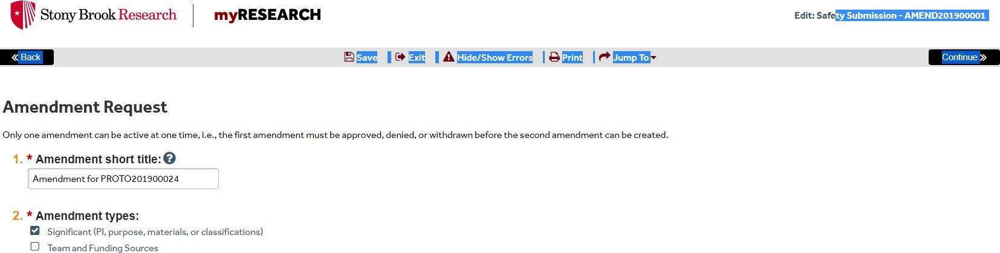 Stony Brook Research
myRESEARCH
Edit: Safety Submission - AMEND201900001
Back
Save Exit Hide/Show Errors Print Jump To
Continue
Amendment Request
Only one amendment can be active at one time, i.e., the first amendment must be approved, denied, or withdrawn before the second amendment can be created.
1. * Amendment short title: ?
Amendment for PROTO201900024
2. * Amendment types:
Significant (PI, purpose, materials, or classifications)
Team and Funding Sources